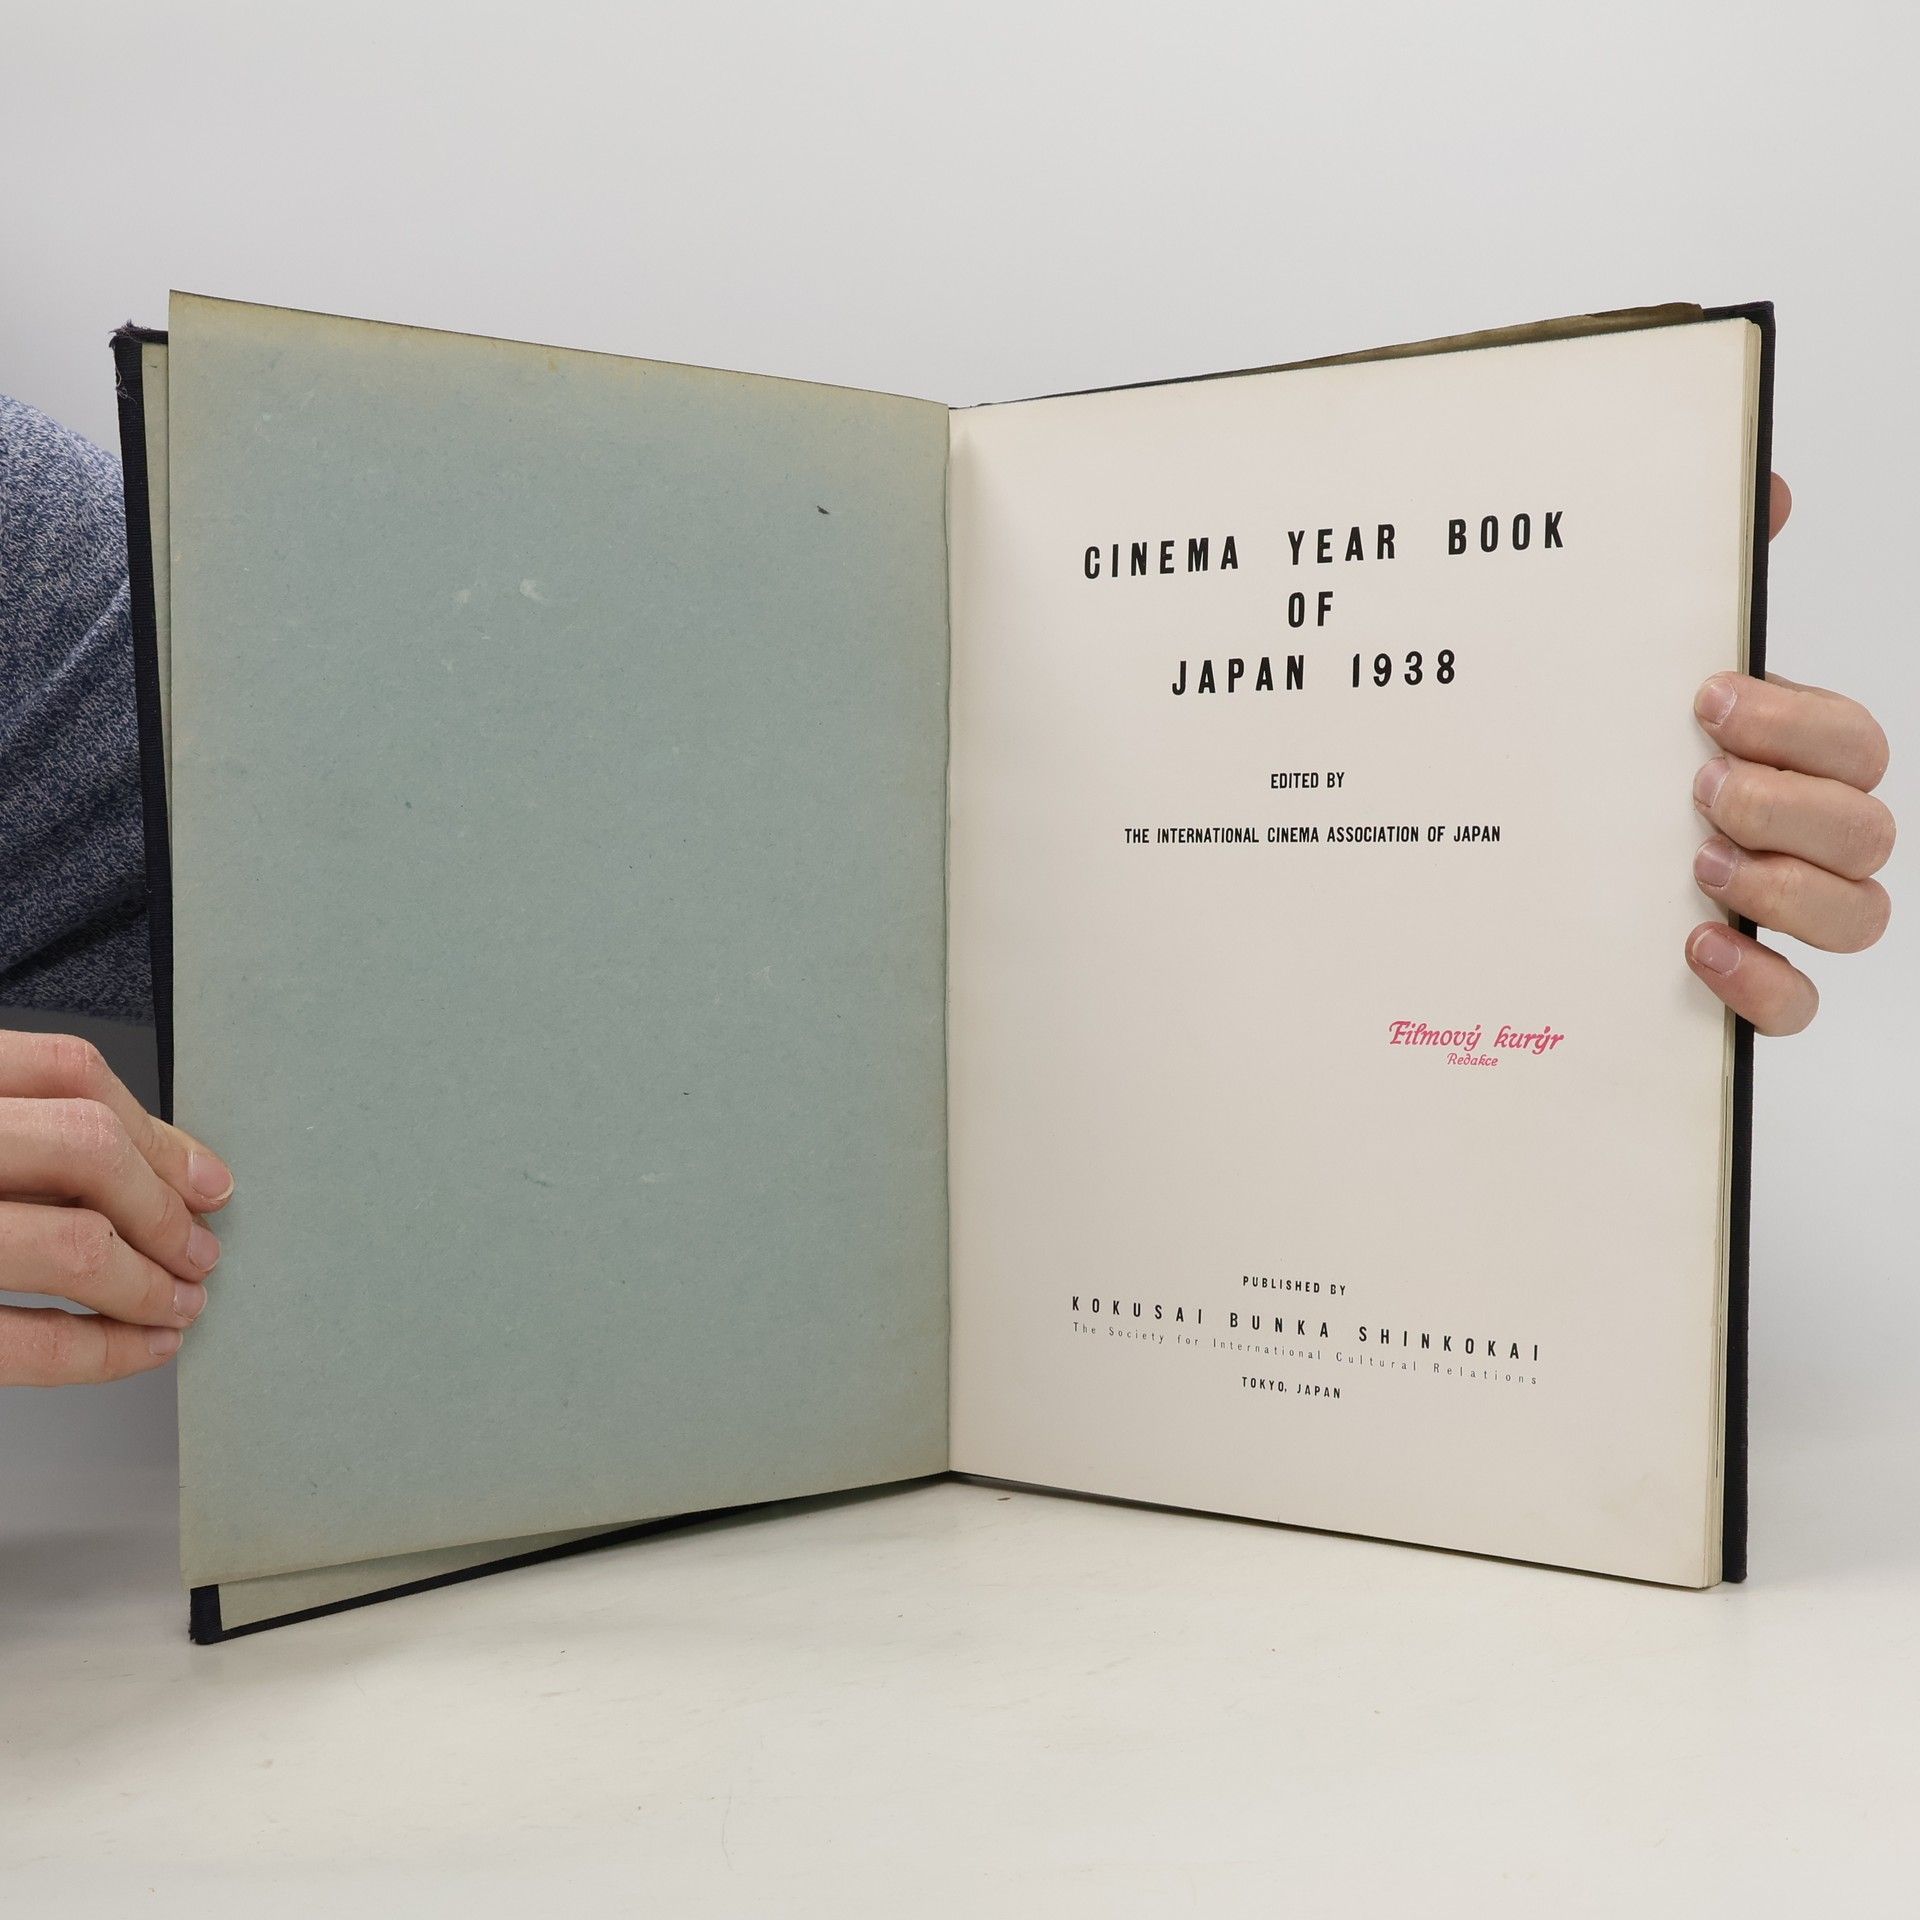 CINEMA YEAR BOOK
OF
JAPAN 1938
EDITED BY
THE INTERNATIONAL CINEMA ASSOCIATION OF JAPAN
Filmový kurýr
Redakce
PUBLISHED BY
KOKUSAI BUNKA SHINKOKAI
The Society for International Cultural Relations
TOKYO, JAPAN